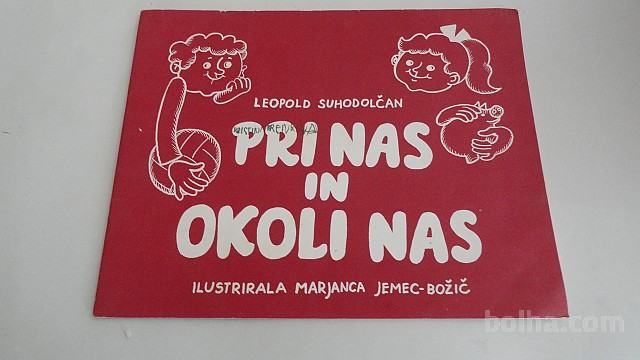 LEOPOLD SUHODOLČAN
PRI NAS
IN
OKOLI NAS
ILUSTRIRALA MARJANCA JEMEC-BOŽIČ
bolha.com